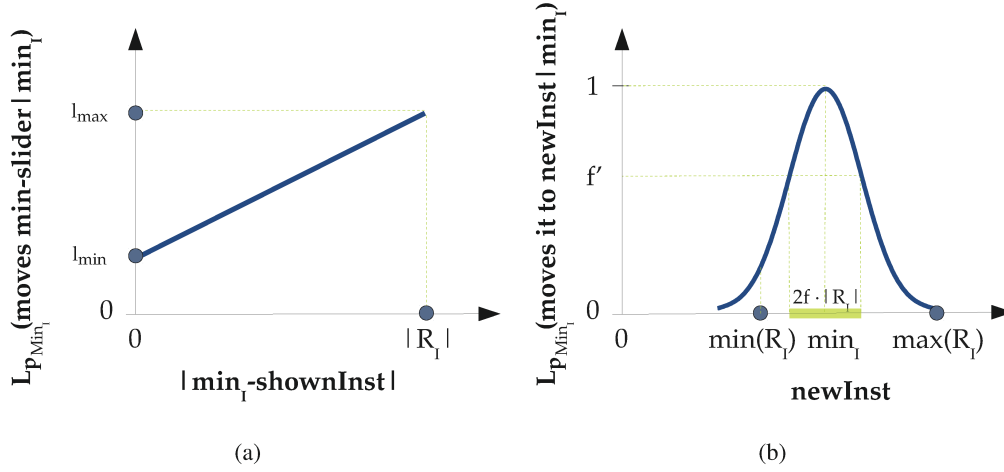 L_{p_{Min_I}}(moves min-slider | min_I)
l_max
l_min
0
0
|R_I|
|min_I-shownInst|
(a)
L_{p_{Min_I}}(moves it to newInst | min_I)
1
f'
0
2f · |R_I|
0
min(R_I)
min_I
max(R_I)
newInst
(b)